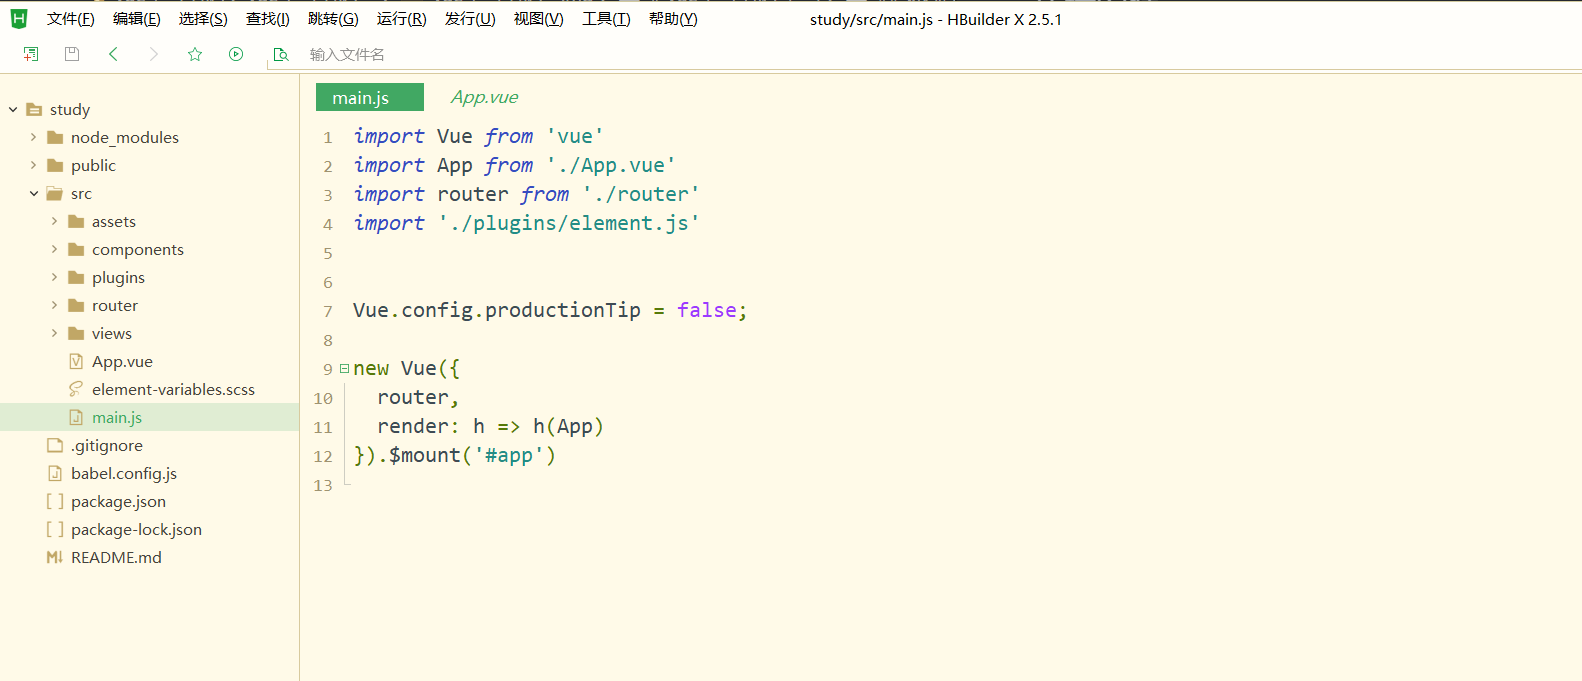 文件(F) 编辑(E) 选择(S) 查找(I) 跳转(G) 运行(R) 发行(U) 视图(V) 工具(T) 帮助(Y) study/src/main.js - HBuilder X 2.5.1
输入文件名
study
node_modules
public
src
assets
components
plugins
router
views
App.vue
element-variables.scss
main.js
.gitignore
babel.config.js
package.json
package-lock.json
README.md
main.js App.vue
1 import Vue from 'vue'
2 import App from './App.vue'
3 import router from './router'
4 import './plugins/element.js'
5
6
7 Vue.config.productionTip = false;
8
9 new Vue({
10 router,
11 render: h => h(App)
12 }).$mount('#app')
13